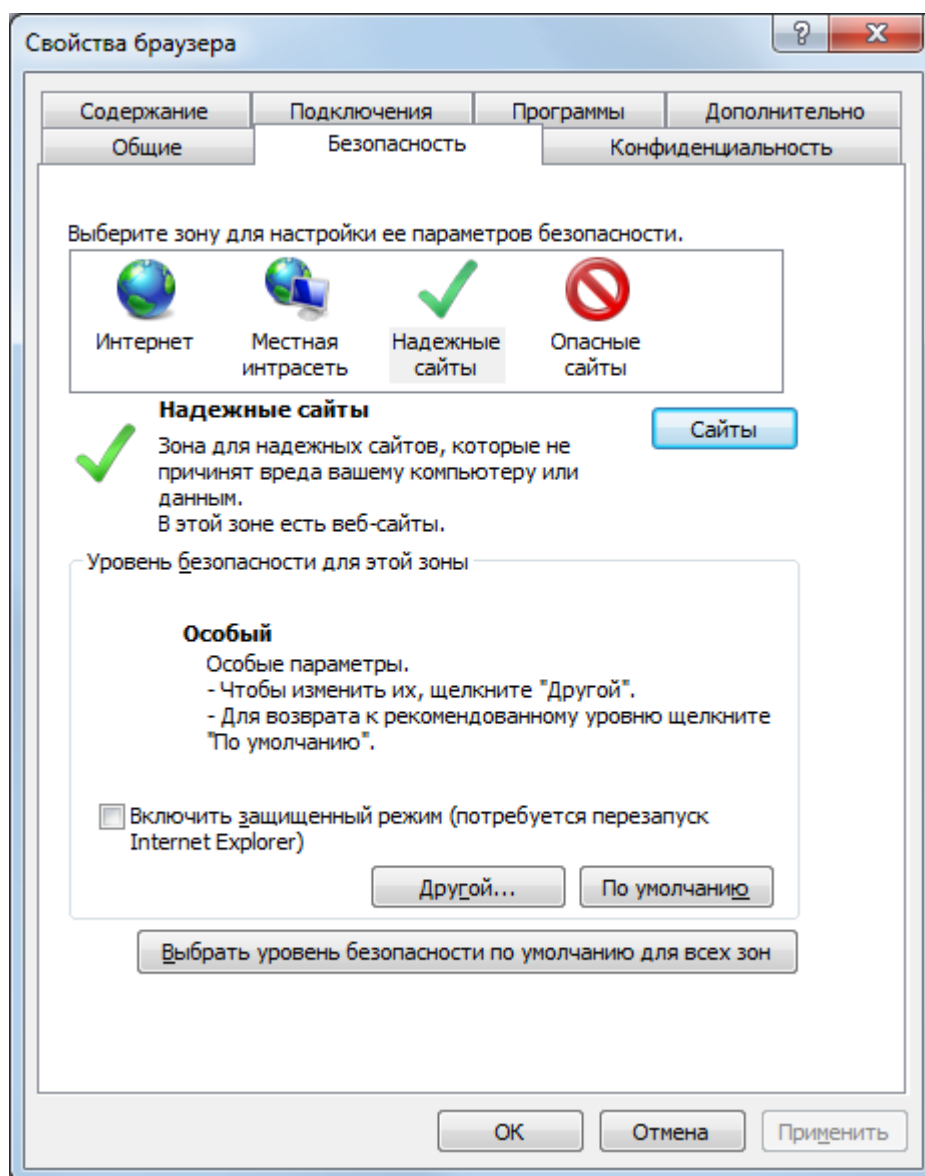 Свойства браузера
Содержание Подключения Программы Дополнительно
Общие Безопасность Конфиденциальность
Выберите зону для настройки ее параметров безопасности.
Интернет Местная интрасеть Надежные сайты Опасные сайты
Надежные сайты
Сайты
Зона для надежных сайтов, которые не
причинят вреда вашему компьютеру или
данным.
В этой зоне есть веб-сайты.
Уровень безопасности для этой зоны
Особый
Особые параметры.
- Чтобы изменить их, щелкните "Другой".
- Для возврата к рекомендованному уровню щелкните
"По умолчанию".
Включить защищенный режим (потребуется перезапуск
Internet Explorer)
Другой... По умолчанию
Выбрать уровень безопасности по умолчанию для всех зон
ОК Отмена Применить